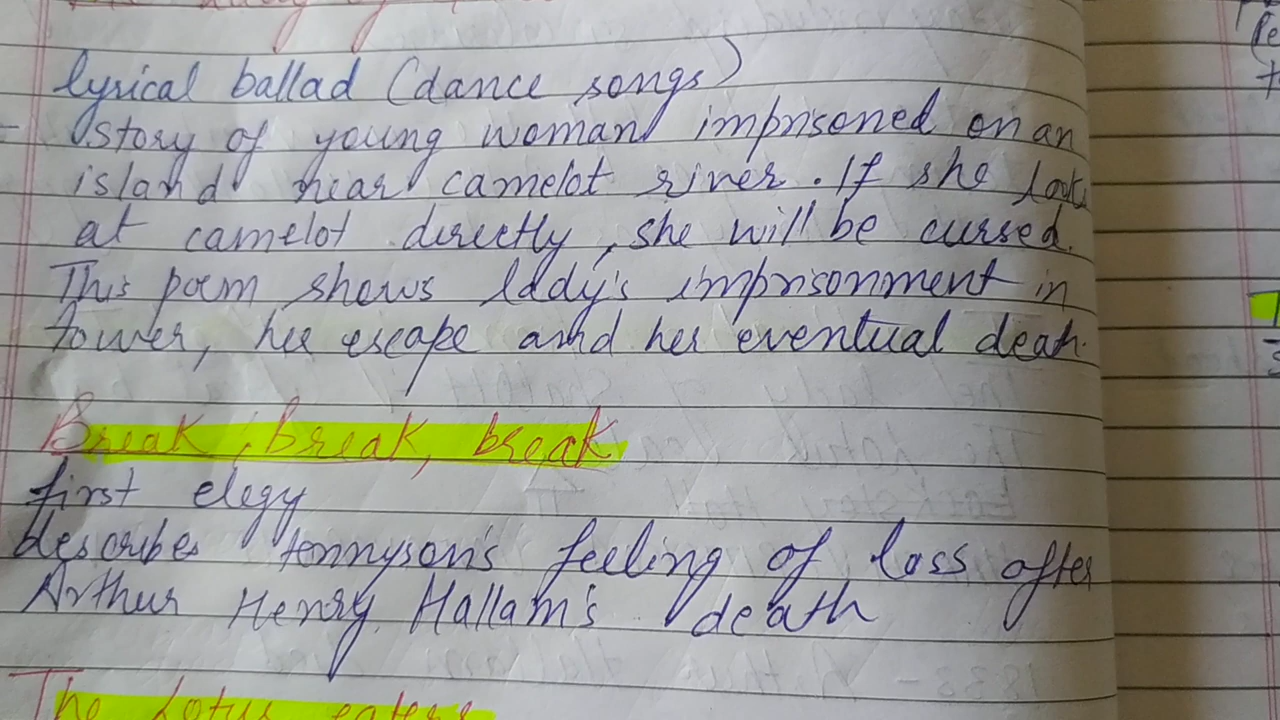 lyrical ballad (dance songs)
- story of young woman imprisoned on an
island near camelot river. If she look
at camelot directly, she will be cursed.
This poem shows lady's imprisonment in
tower, her escape and her eventual death.
Break, Break, break
first elegy
describes Tennyson's feeling of loss after
Arthur Henry Hallam's death
The Lotus eaters